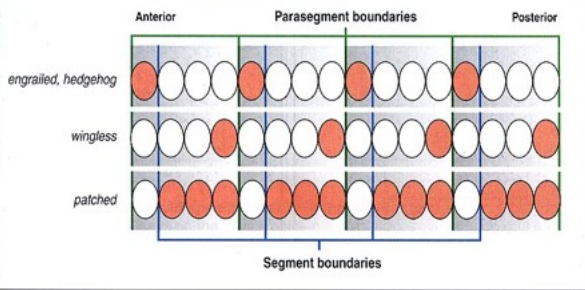 Anterior Parasegment boundaries Posterior
engrailed, hedgehog
wingless
patched
Segment boundaries